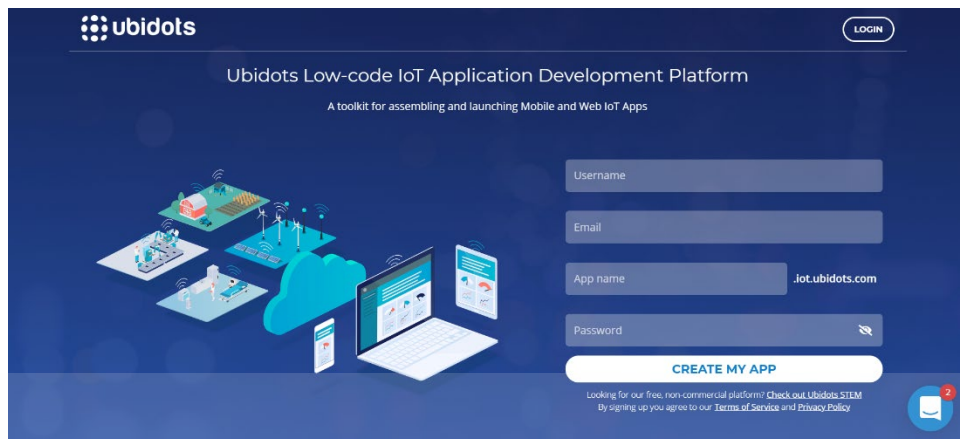 ubidots
LOGIN
Ubidots Low-code IoT Application Development Platform
A toolkit for assembling and launching Mobile and Web IoT Apps
Username
Email
App name
.iot.ubidots.com
Password
CREATE MY APP
Looking for our free, non-commercial platform? Check out Ubidots STEM
By signing up you agree to our Terms of Service and Privacy Policy
2